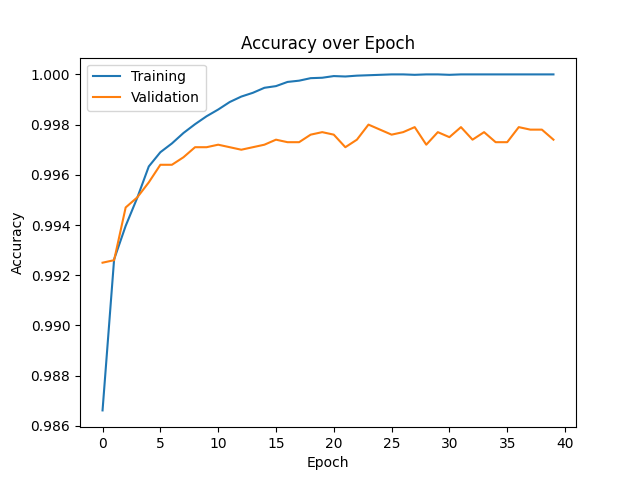 Accuracy over Epoch
Training
Validation
1.000
0.998
0.996
0.994
0.992
0.990
0.988
0.986
Accuracy
0 5 10 15 20 25 30 35 40
Epoch